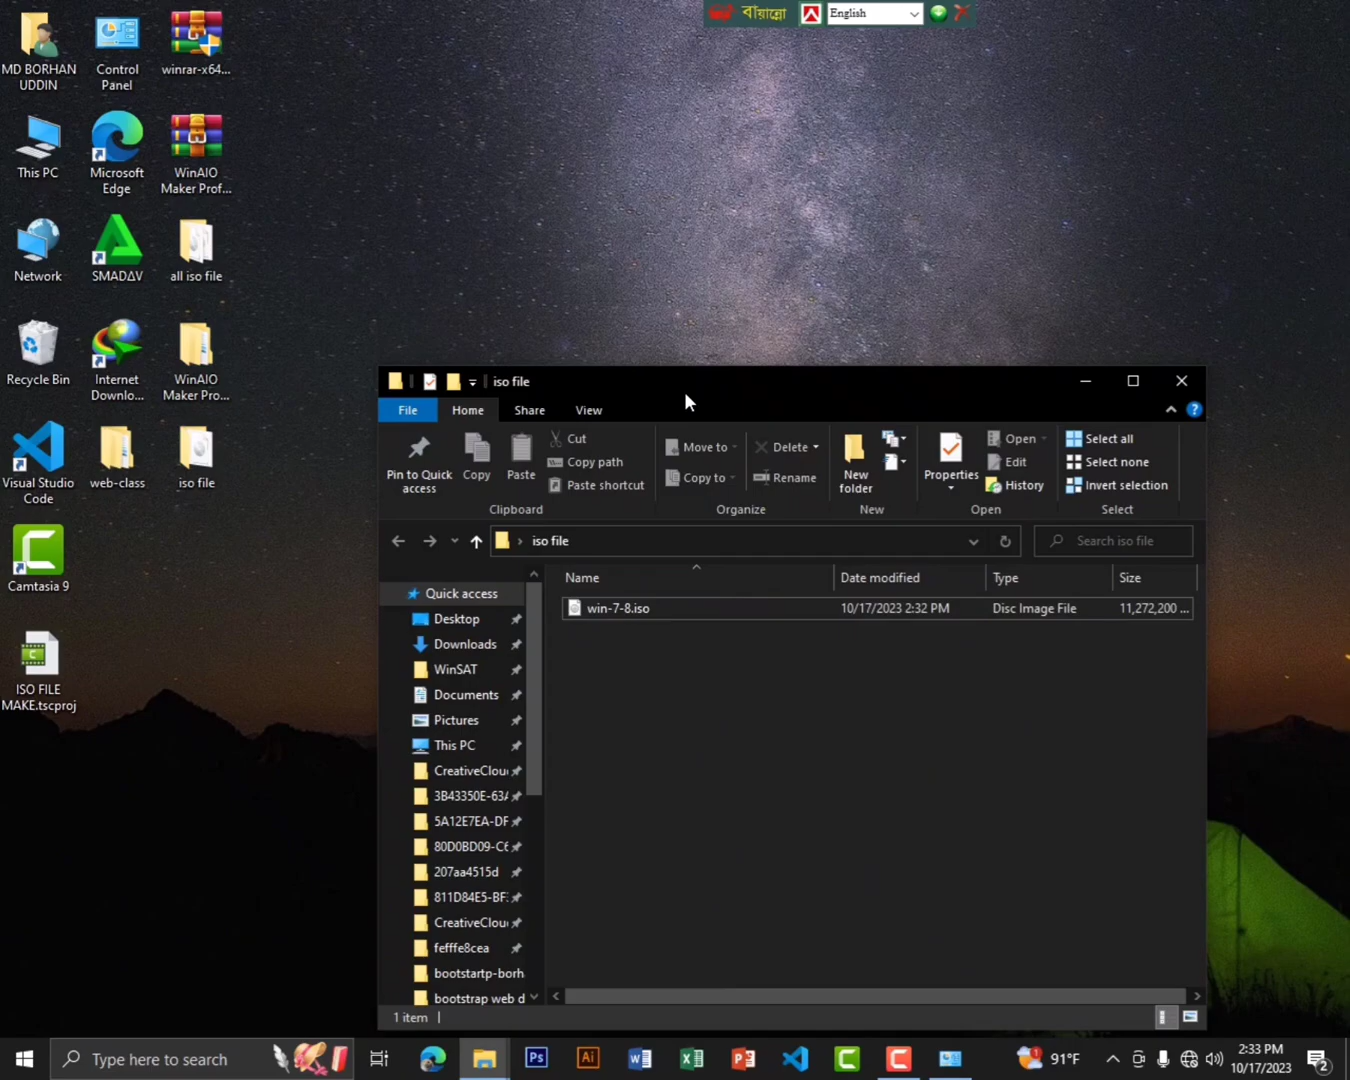 বায়ান্নো
English
MD BORHAN
UDDIN
Control
Panel
winrar-x64...
This PC
Microsoft
Edge
WinAIO
Maker Prof...
Network
SMADAV
all iso file
Recycle Bin
Internet
Downlo...
WinAIO
Maker Pro...
Visual Studio
Code
web-class
iso file
Camtasia 9
ISO FILE
MAKE.tscproj
iso file
File Home Share View
Pin to Quick
access
Copy
Paste
Cut
Copy path
Paste shortcut
Clipboard
Move to
Copy to
Delete
Rename
Organize
New
folder
New
Properties
Open
Edit
History
Open
Select all
Select none
Invert selection
Select
iso file
Search iso file
Name Date modified Type Size
win-7-8.iso 10/17/2023 2:32 PM Disc Image File 11,272,200 ...
Quick access
Desktop
Downloads
WinSAT
Documents
Pictures
This PC
CreativeClou
3B43350E-63A
5A12E7EA-DF
80D0BD09-C6
207aa4515d
811D84E5-BF
CreativeClou
fefffe8cea
bootstartp-borh
bootstrap web d
1 item
Type here to search
Ps
Ai
91°F
2:33 PM
10/17/2023
2